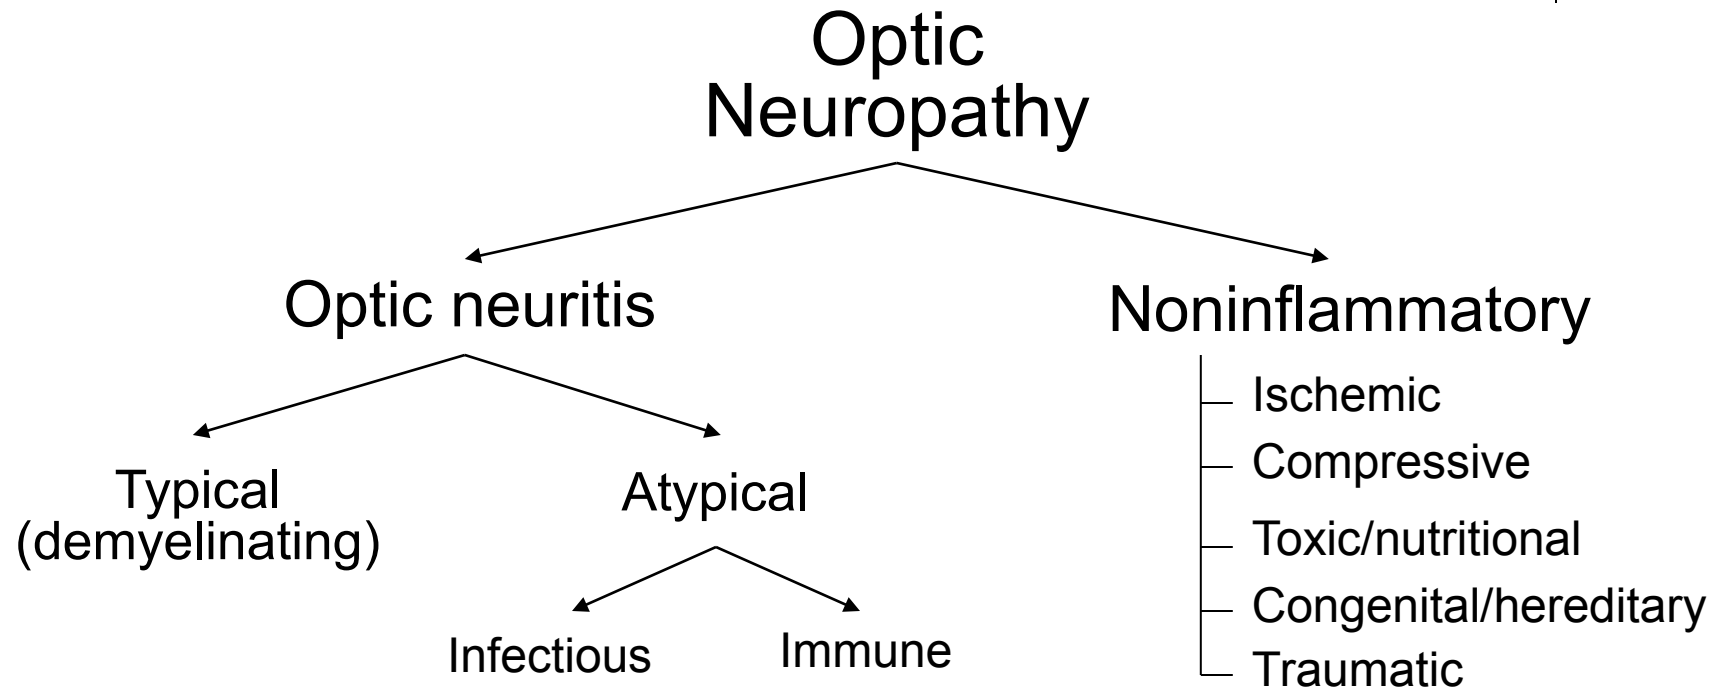 Optic
Neuropathy
Optic neuritis
Noninflammatory
Typical
(demyelinating)
Atypical
Infectious
Immune
Ischemic
Compressive
Toxic/nutritional
Congenital/hereditary
Traumatic